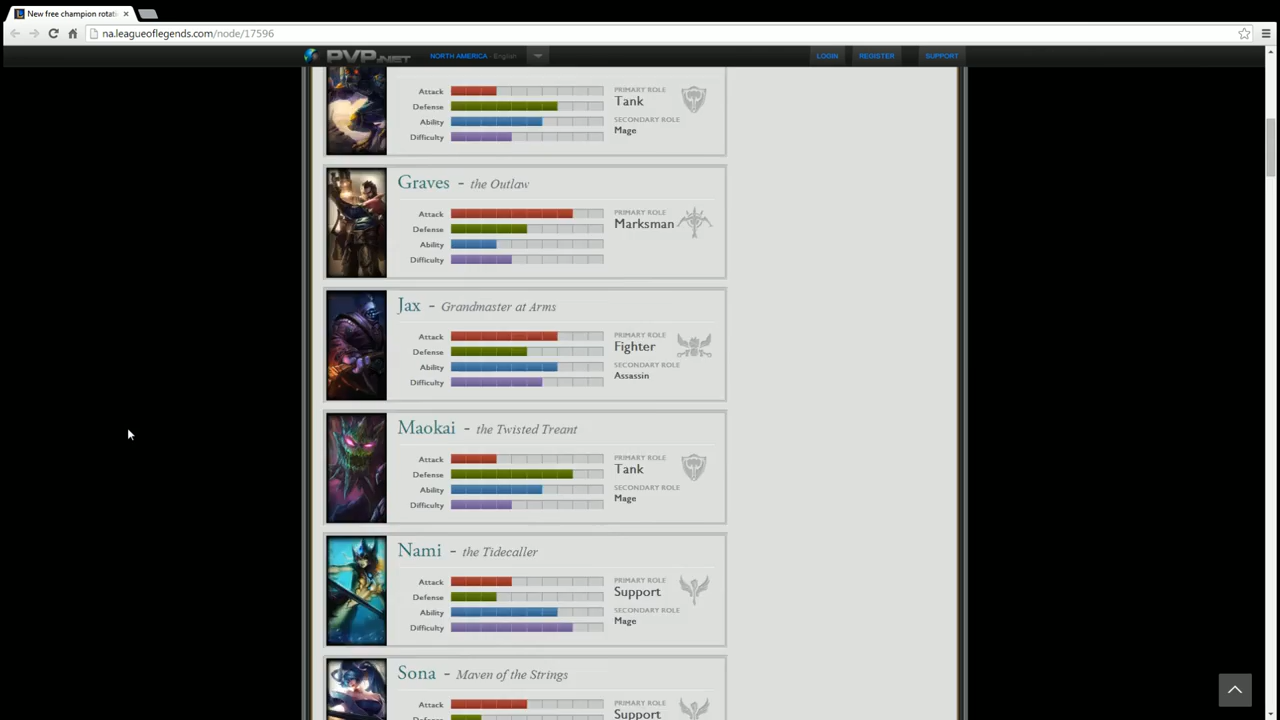 New free champion rotati
na.leagueoflegends.com/node/17596
PVP.NET NORTH AMERICA - English LOGIN REGISTER SUPPORT
Attack
Defense
Ability
Difficulty
PRIMARY ROLE
Tank
SECONDARY ROLE
Mage
Graves - the Outlaw
Attack
Defense
Ability
Difficulty
PRIMARY ROLE
Marksman
Jax - Grandmaster at Arms
Attack
Defense
Ability
Difficulty
PRIMARY ROLE
Fighter
SECONDARY ROLE
Assassin
Maokai - the Twisted Treant
Attack
Defense
Ability
Difficulty
PRIMARY ROLE
Tank
SECONDARY ROLE
Mage
Nami - the Tidecaller
Attack
Defense
Ability
Difficulty
PRIMARY ROLE
Support
SECONDARY ROLE
Mage
Sona - Maven of the Strings
Attack
Defense
PRIMARY ROLE
Support